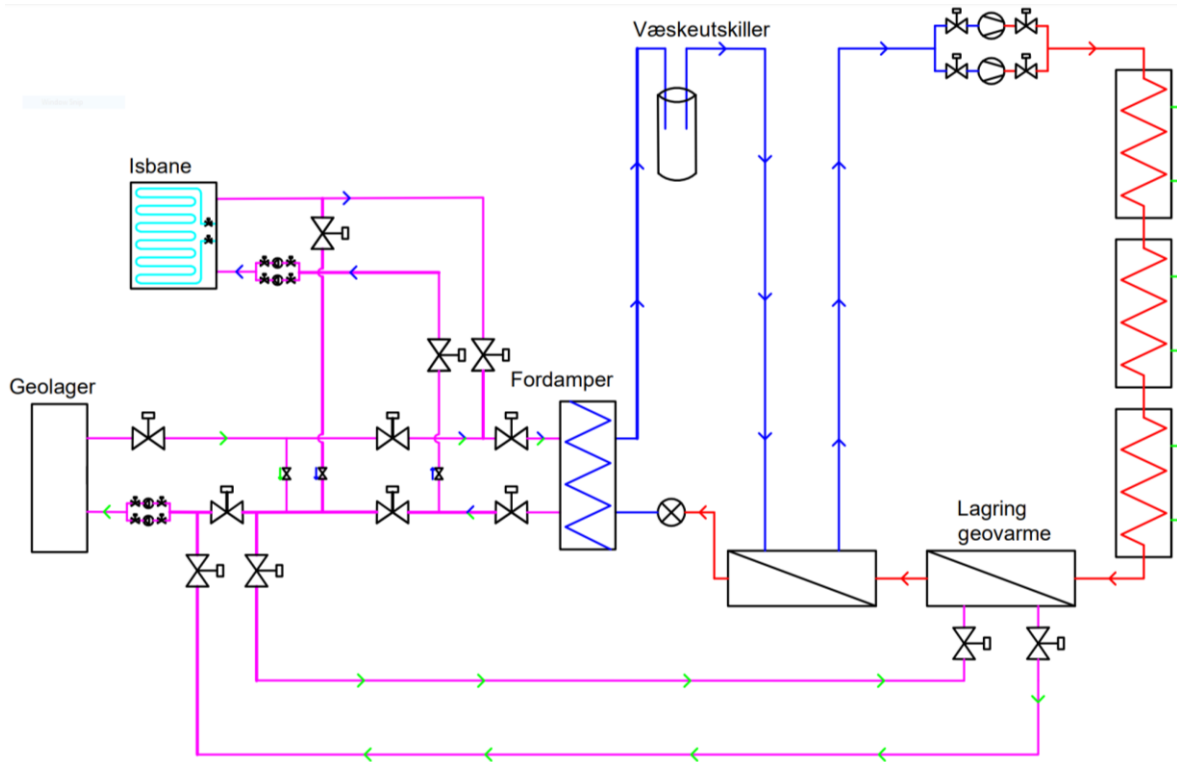 Væskeutskiller
Isbane
Geolager
Fordamper
Lagring
geovarme